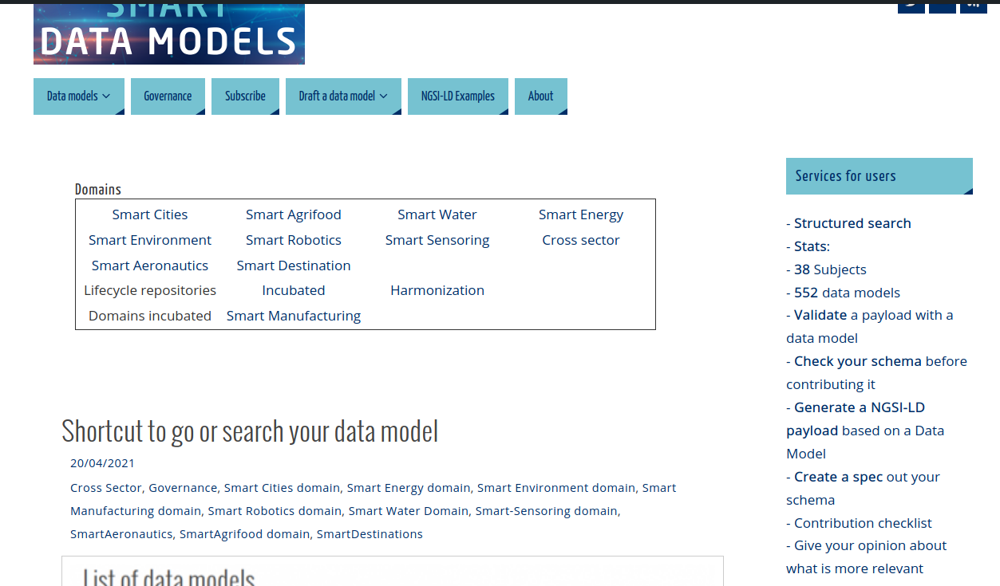 SMART
DATA MODELS
Data models
Governance
Subscribe
Draft a data model
NGSI-LD Examples
About
Domains
Smart Cities Smart Agrifood Smart Water Smart Energy
Smart Environment Smart Robotics Smart Sensoring Cross sector
Smart Aeronautics Smart Destination
Lifecycle repositories Incubated Harmonization
Domains incubated Smart Manufacturing
Shortcut to go or search your data model
20/04/2021
Cross Sector, Governance, Smart Cities domain, Smart Energy domain, Smart Environment domain, Smart
Manufacturing domain, Smart Robotics domain, Smart Water Domain, Smart-Sensoring domain,
SmartAeronautics, SmartAgrifood domain, SmartDestinations
List of data models
Services for users
- Structured search
- Stats:
- 38 Subjects
- 552 data models
- Validate a payload with a
data model
- Check your schema before
contributing it
- Generate a NGSI-LD
payload based on a Data
Model
- Create a spec out your
schema
- Contribution checklist
- Give your opinion about
what is more relevant